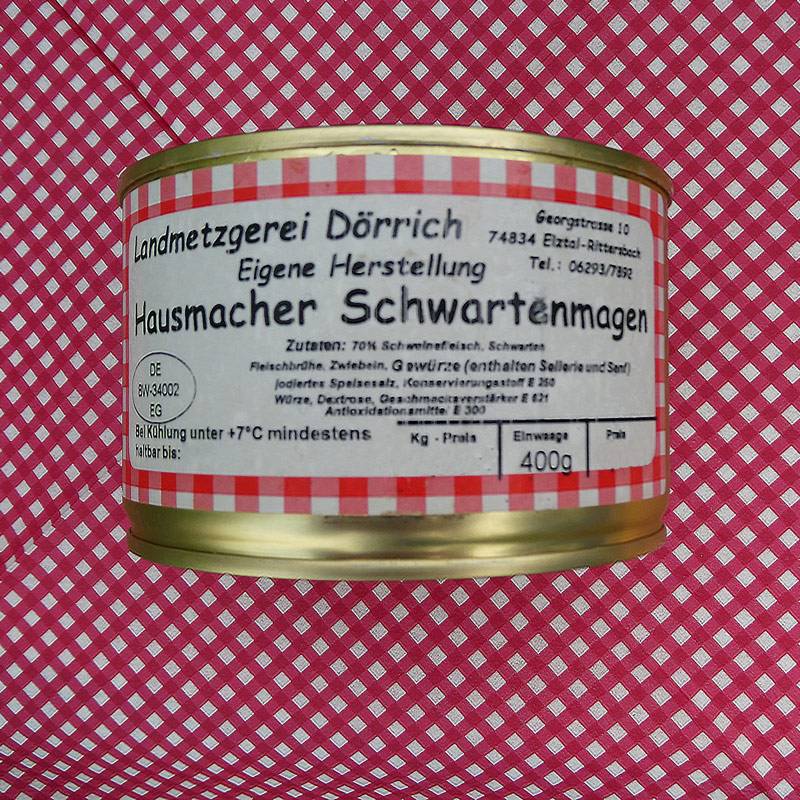 Landmetzgerei Dörrich
Georgstrasse 10
74834 Elztal-Rittersbach
Tel.: 06293/7892
Eigene Herstellung
Hausmacher Schwartenmagen
Zutaten: 70% Schweinefleisch, Schwarten
Fleischbrühe, Zwiebeln, Gewürze (enthalten Sellerie und Senf)
jodiertes Speisesalz, Konservierungsstoff E 250
Würze, Dextrose, Geschmacksverstärker E 621
Antioxidationsmittel E 300
DE
BW-34002
EG
Bei Kühlung unter +7°C mindestens
haltbar bis:
Kg - Preis
Einwaage
400g
Preis